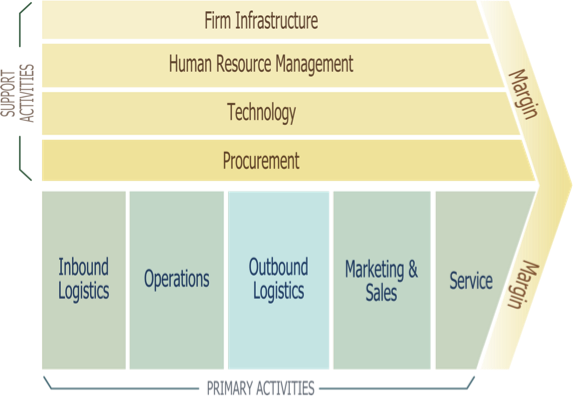 SUPPORT
ACTIVITIES
Firm Infrastructure
Human Resource Management
Technology
Procurement
Margin
Inbound
Logistics
Operations
Outbound
Logistics
Marketing &
Sales
Service
Margin
PRIMARY ACTIVITIES